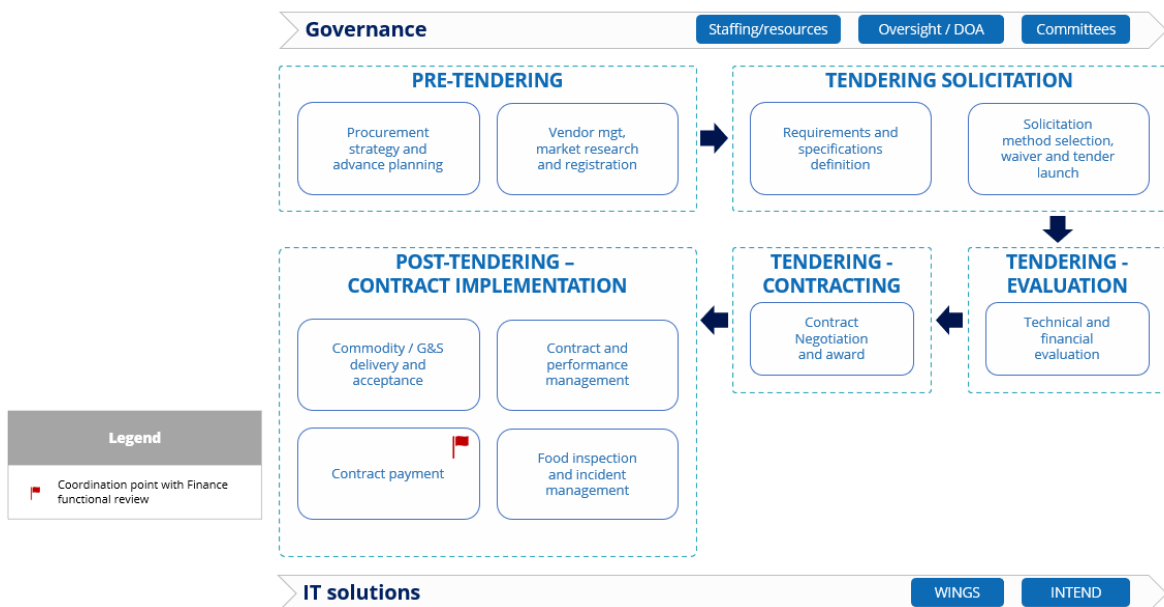 Governance
Staffing/resources
Oversight / DOA
Committees
PRE-TENDERING
Procurement
strategy and
advance planning
Vendor mgt,
market research
and registration
TENDERING SOLICITATION
Requirements and
specifications
definition
Solicitation
method selection,
waiver and tender
launch
POST-TENDERING –
CONTRACT IMPLEMENTATION
Commodity / G&S
delivery and
acceptance
Contract and
performance
management
Contract payment
Food inspection
and incident
management
TENDERING -
CONTRACTING
Contract
Negotiation
and award
TENDERING -
EVALUATION
Technical and
financial
evaluation
Legend
Coordination point with Finance
functional review
IT solutions
WINGS
INTEND